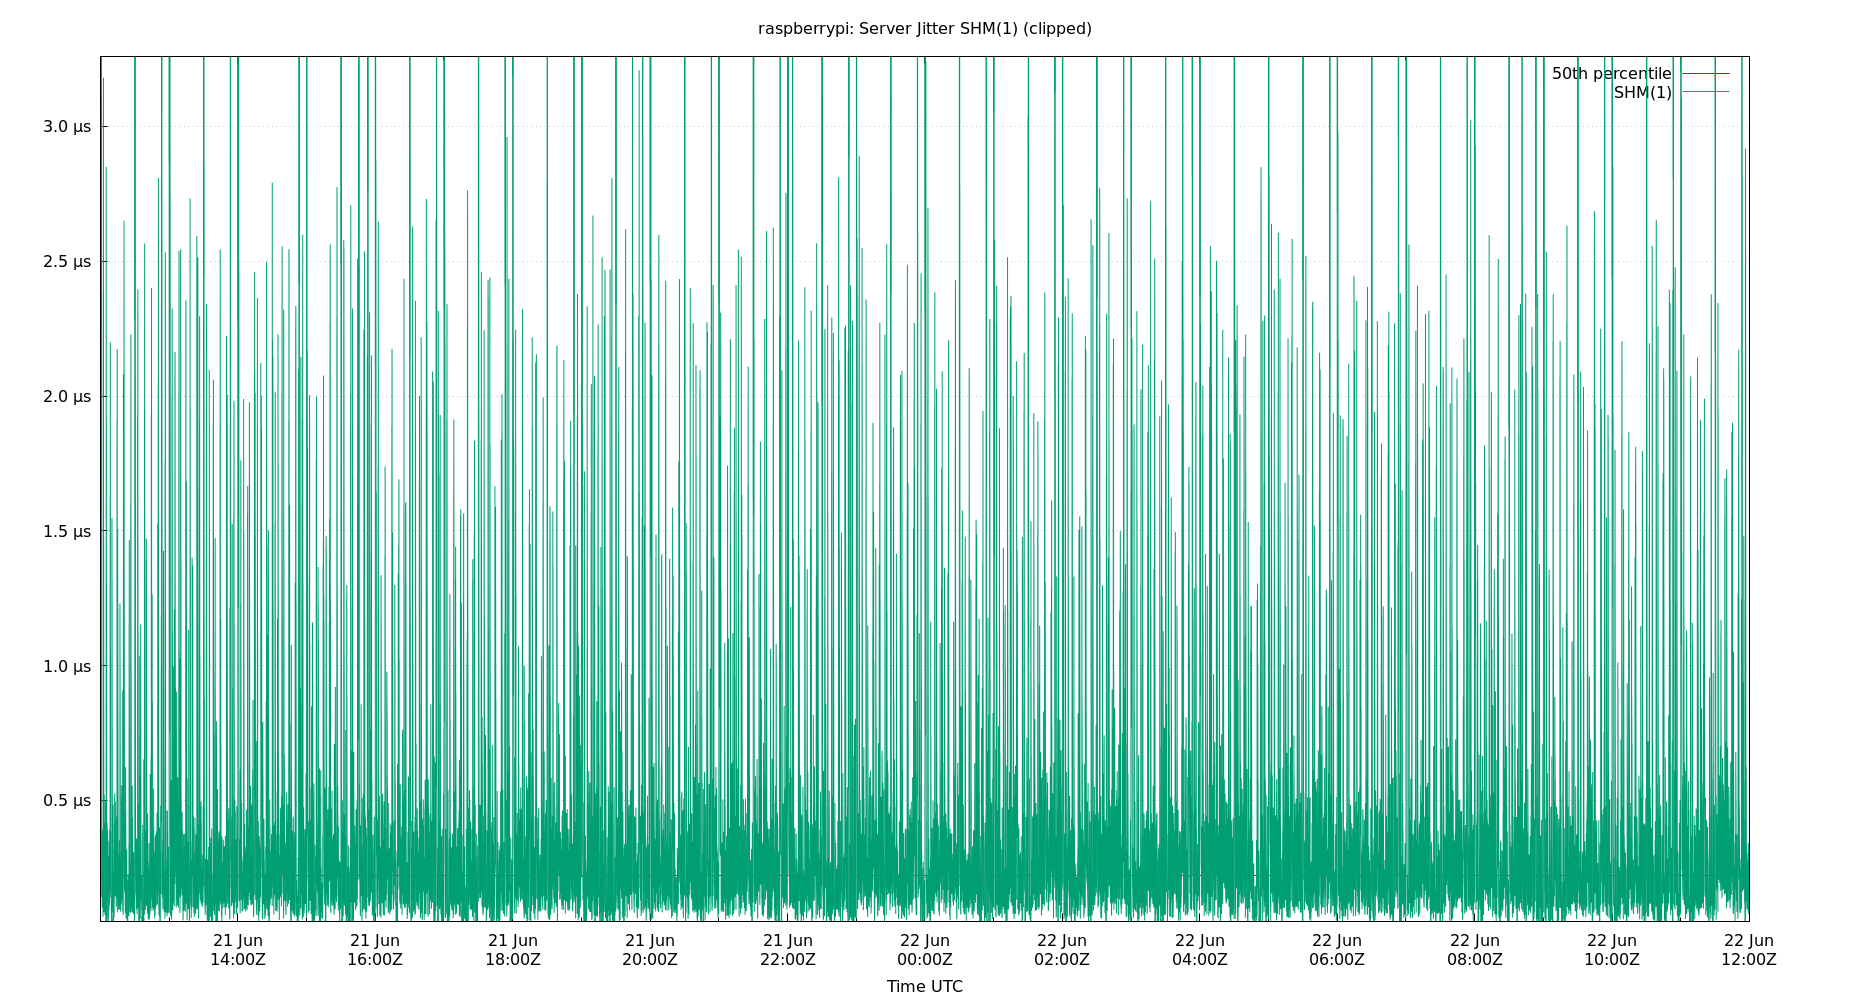 raspberrypi: Server Jitter SHM(1) (clipped)
50th percentile
SHM(1)
3.0 µs
2.5 µs
2.0 µs
1.5 µs
1.0 µs
0.5 µs
21 Jun 21 Jun 21 Jun 21 Jun 21 Jun 22 Jun 22 Jun 22 Jun 22 Jun 22 Jun 22 Jun 22 Jun
14:00Z 16:00Z 18:00Z 20:00Z 22:00Z 00:00Z 02:00Z 04:00Z 06:00Z 08:00Z 10:00Z 12:00Z
Time UTC